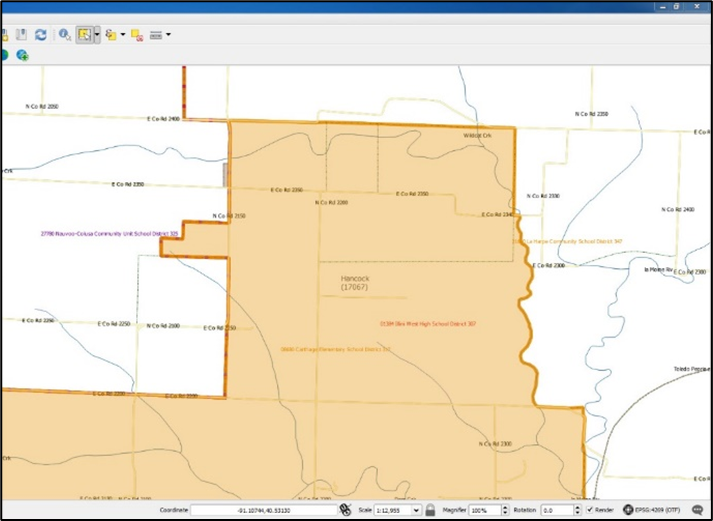 N Co Rd 2050
E Co Rd 2400
N Co Rd 2350
E Co R
Wildcat Crk
Crk
E Co Rd 2350
E Co Rd 2350
E Co Rd 2350
N Co Rd 2200
N Co Rd 2330
N Co Rd 2150
E Co Rd 2340
N Co Rd 2400
27780 Nauvoo-Colusa Community Unit School District 325
La Harpe Community School District 347
E Co Rd 2300
la Moine Riv
E Co Rd 2300
Hancock
(17067)
E Co Rd 2250
E Co Rd 2250
N Co Rd 2100
E Co Rd 2250
Illini West High School District 307
Carthage Elementary School District 317
Toledo Peoria
E Co Rd 2200
E Co Rd 2200
N Co Rd 2300
Crk
E Co R
Coordinate -91.10744,40.53130 Scale 1:12,955 Magnifier 100% Rotation 0.0 Render EPSG:4269 (OTF)